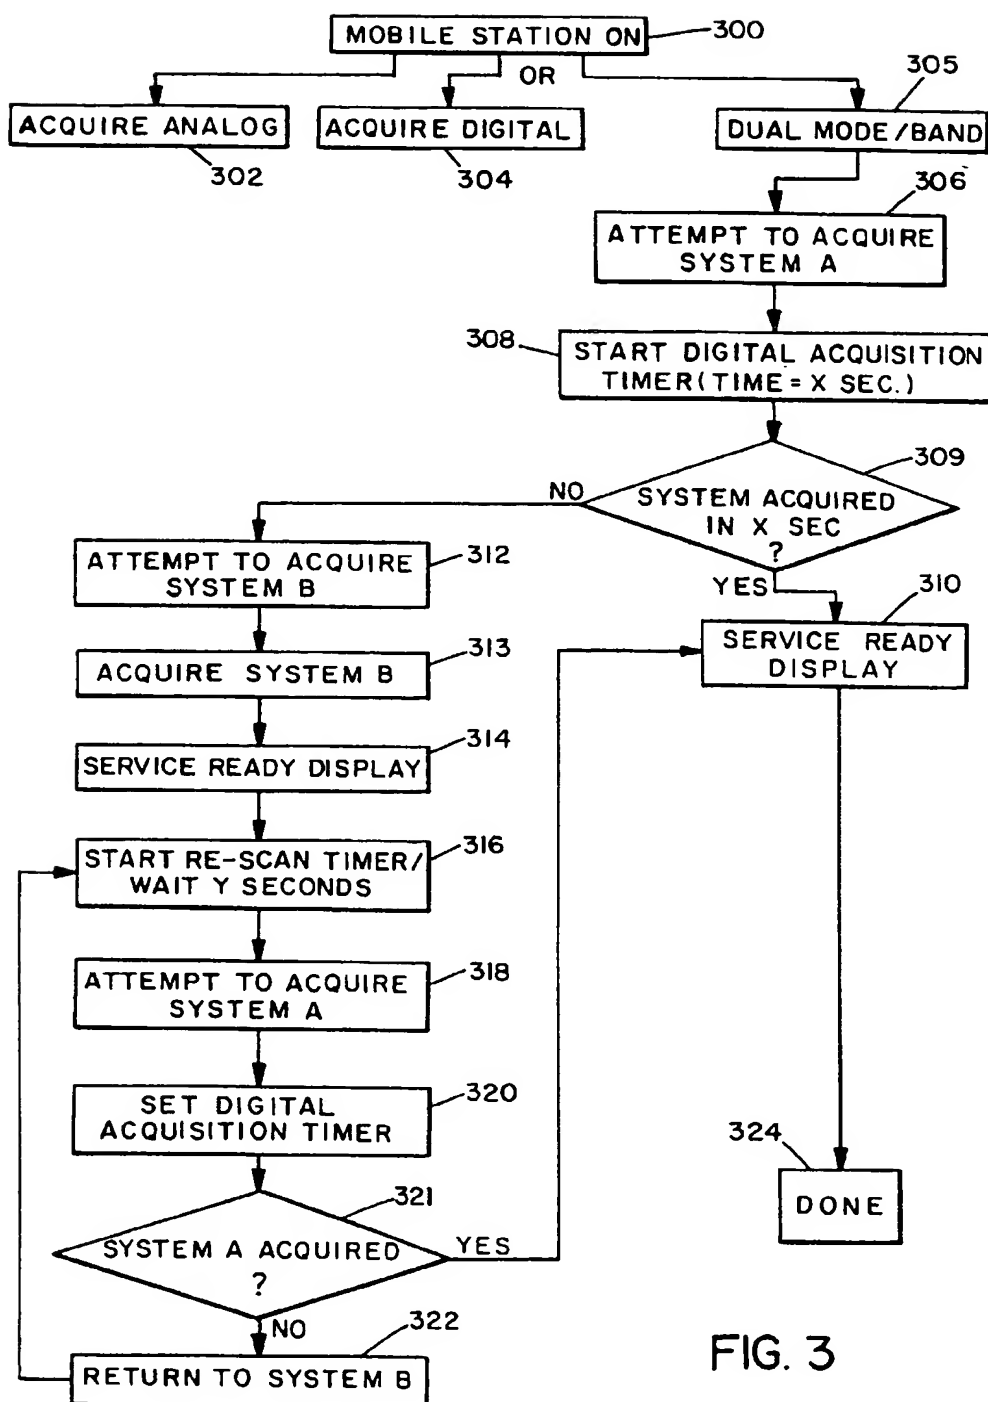 MOBILE STATION ON
300
OR
305
ACQUIRE ANALOG
ACQUIRE DIGITAL
DUAL MODE/BAND
302
304
306
ATTEMPT TO ACQUIRE
SYSTEM A
308
START DIGITAL ACQUISITION
TIMER(TIME = X SEC.)
309
NO
SYSTEM ACQUIRED
IN X SEC
?
YES
312
ATTEMPT TO ACQUIRE
SYSTEM B
310
SERVICE READY
DISPLAY
313
ACQUIRE SYSTEM B
314
SERVICE READY DISPLAY
316
START RE-SCAN TIMER/
WAIT Y SECONDS
318
ATTEMPT TO ACQUIRE
SYSTEM A
320
SET DIGITAL
ACQUISITION TIMER
324
DONE
321
SYSTEM A ACQUIRED
?
YES
NO
322
RETURN TO SYSTEM B
FIG. 3